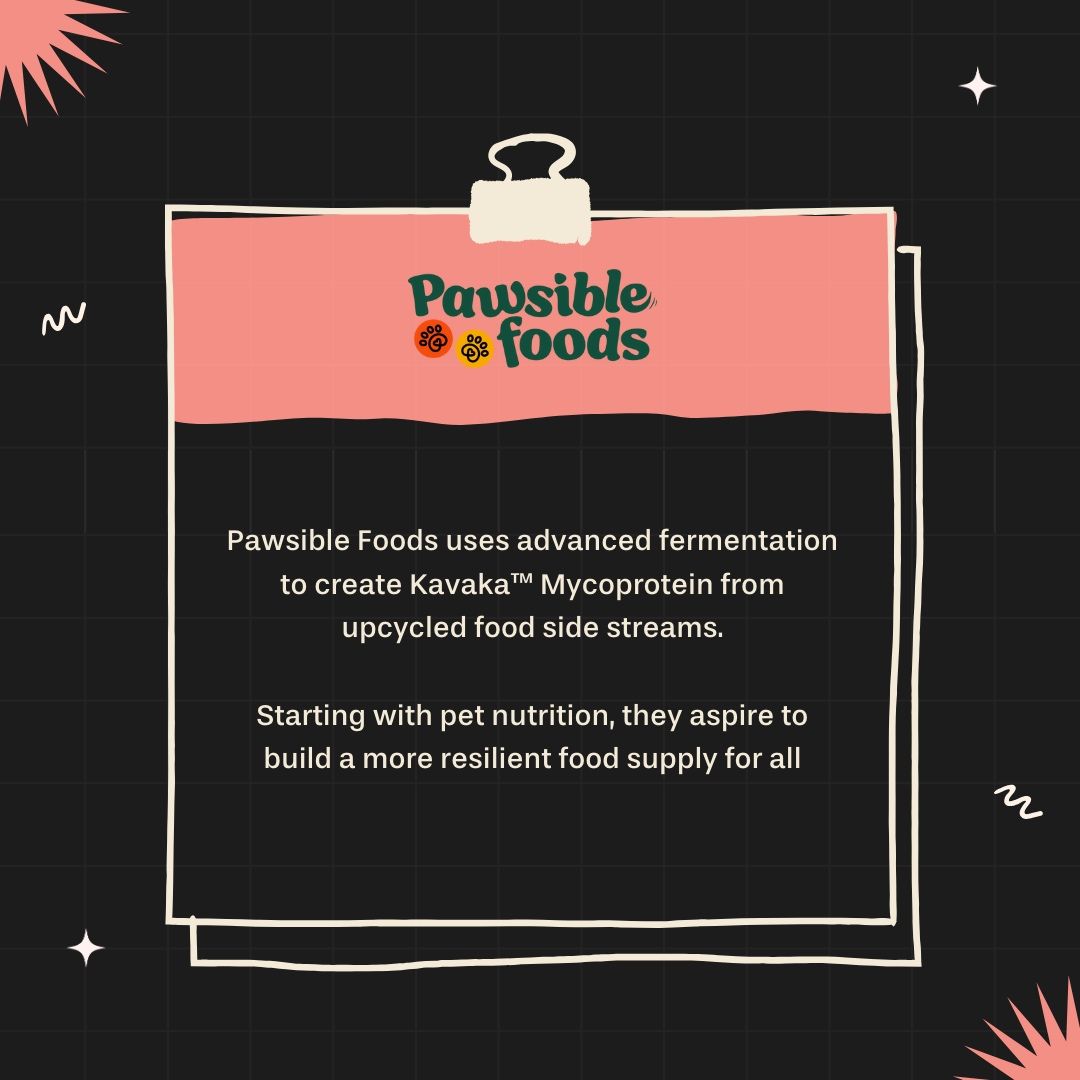 Pawsible
foods
Pawsible Foods uses advanced fermentation
to create Kavaka™ Mycoprotein from
upcycled food side streams.
Starting with pet nutrition, they aspire to
build a more resilient food supply for all